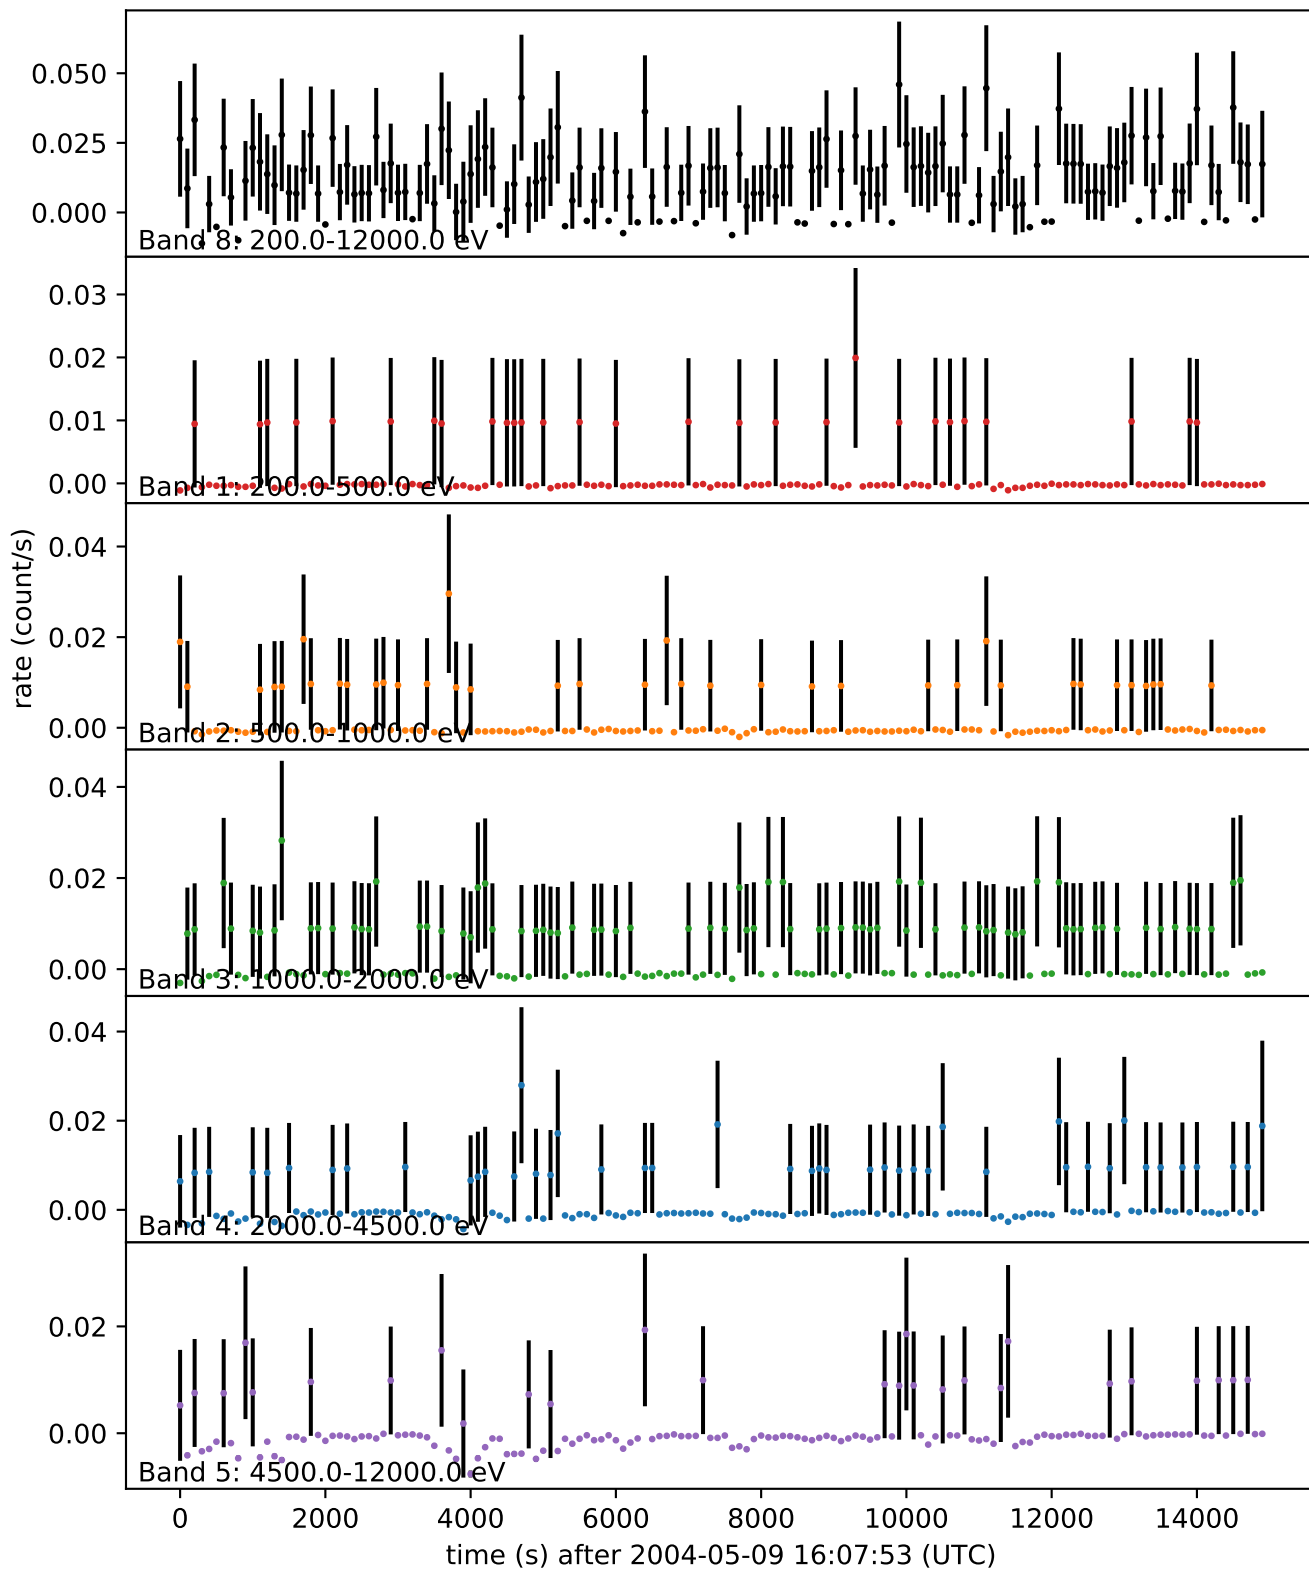 0.050
0.025
0.000
Band 8: 200.0-12000.0 eV
0.03
0.02
0.01
0.00
Band 1: 200.0-500.0 eV
0.04
0.02
0.00
Band 2: 500.0-1000.0 eV
rate (count/s)
0.04
0.02
0.00
Band 3: 1000.0-2000.0 eV
0.04
0.02
0.00
Band 4: 2000.0-4500.0 eV
0.02
0.00
Band 5: 4500.0-12000.0 eV
0 2000 4000 6000 8000 10000 12000 14000
time (s) after 2004-05-09 16:07:53 (UTC)